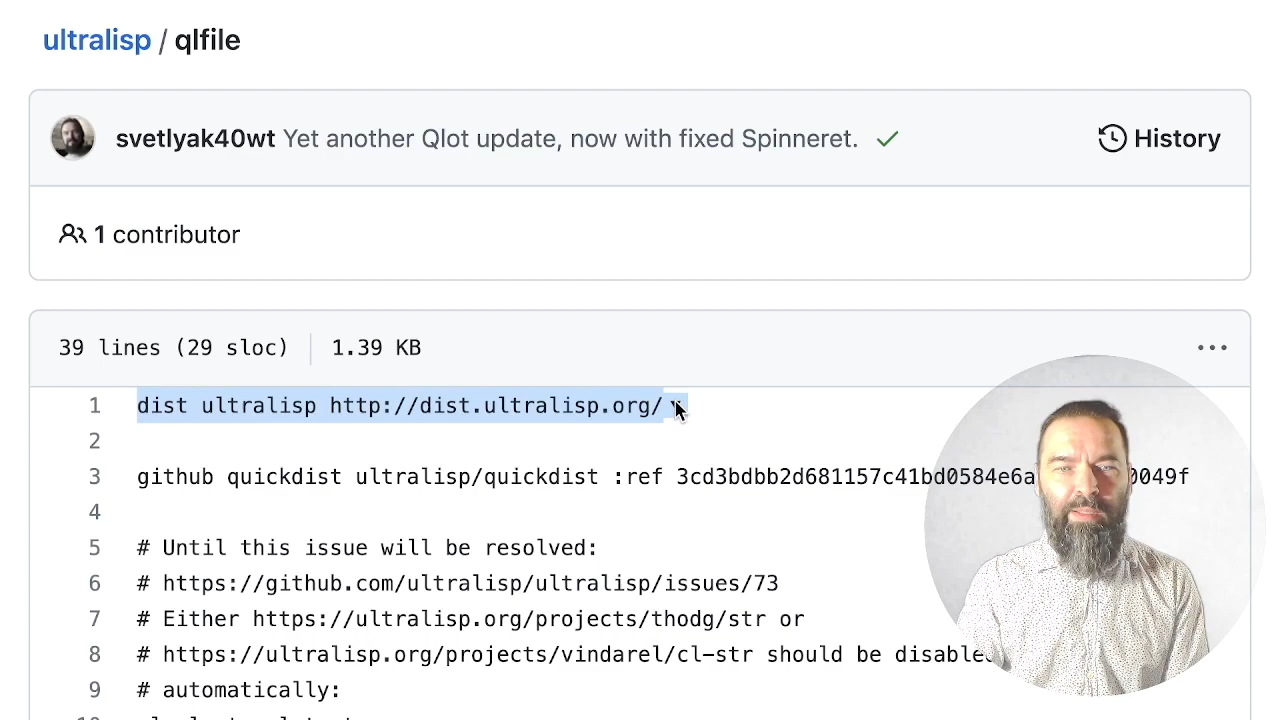 ultralisp / qlfile
svetlyak40wt Yet another Qlot update, now with fixed Spinneret.
History
1 contributor
39 lines (29 sloc) 1.39 KB
1 dist ultralisp http://dist.ultralisp.org/
2
3 github quickdist ultralisp/quickdist :ref
4
5 # Until this issue will be resolved:
6 # https://github.com/ultralisp/ultralisp/issues/73
7 # Either https://ultralisp.org/projects/thodg/str or
8 # https://ultralisp.org/projects/vindarel/cl-str should be disabled
9 # automatically: